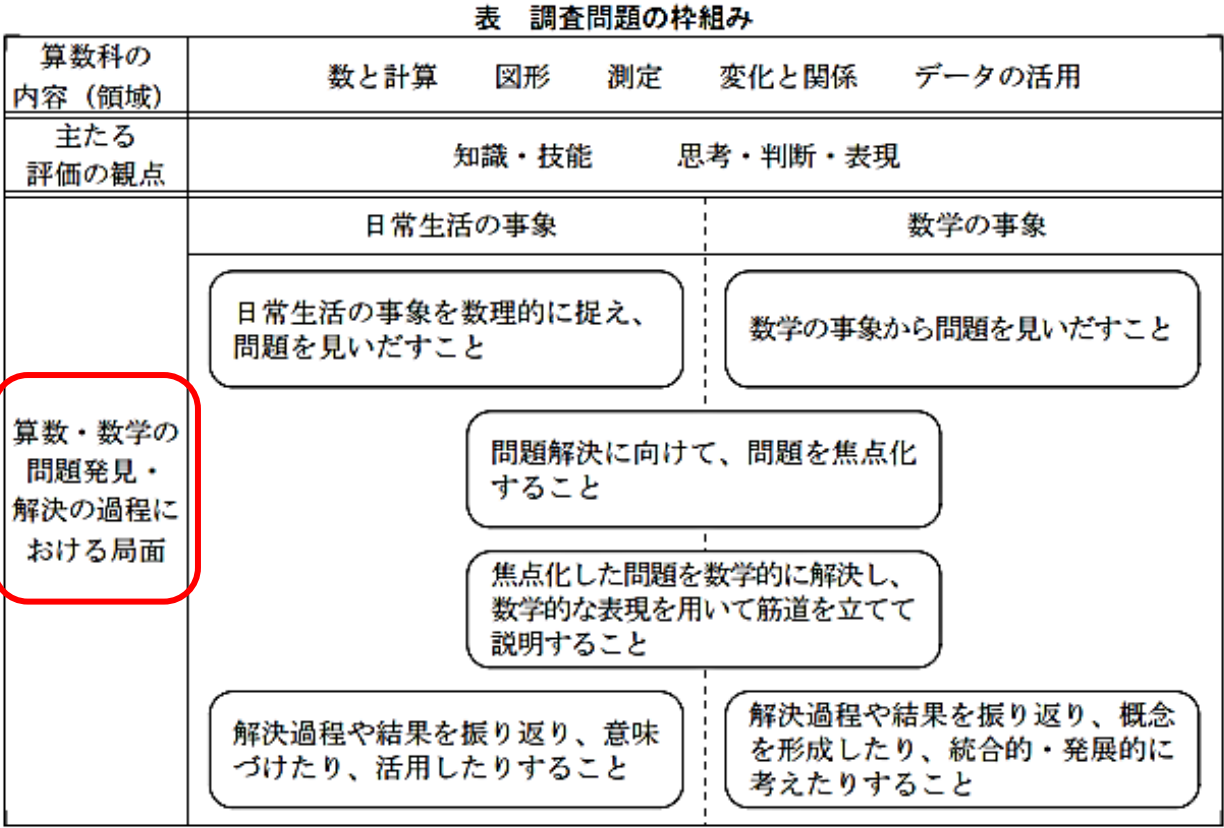 表　調査問題の枠組み
算数科の
内容（領域）
数と計算　図形　測定　変化と関係　データの活用
主たる
評価の観点
知識・技能　思考・判断・表現
算数・数学の
問題発見・
解決の過程に
おける局面
日常生活の事象
数学の事象
日常生活の事象を数理的に捉え、
問題を見いだすこと
数学の事象から問題を見いだすこと
問題解決に向けて、問題を焦点化
すること
焦点化した問題を数学的に解決し、
数学的な表現を用いて筋道を立てて
説明すること
解決過程や結果を振り返り、意味
づけたり、活用したりすること
解決過程や結果を振り返り、概念
を形成したり、統合的・発展的に
考えたりすること